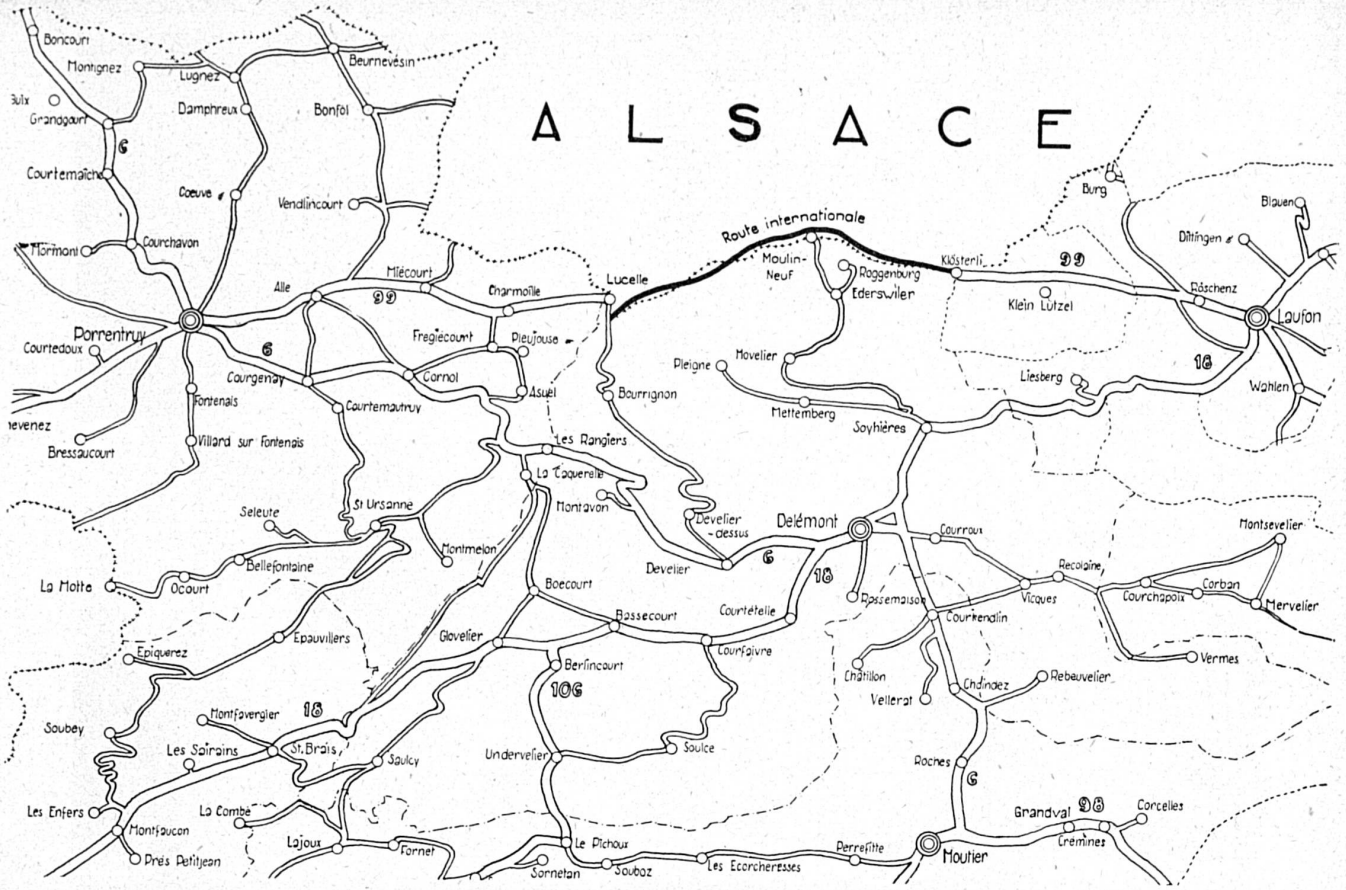 ALSACE
Boncourt
Montignez
Lugnez
Beurnevésin
Buix
Grandgourt
Damphreux
Bonfol
6
Courtemaîche
Coeuve
Vendlincourt
Burg
Blauen
Dittingen
Mormont
Courchavon
Route internationale
Miécourt
Alle
99
Charmoille
Lucelle
Moulin-
Neuf
Roggenburg
Ederswiler
Klösterli
99
Klein Lützel
Röschenz
Laufon
Porrentruy
Courtedoux
6
Fregiécourt
Pleujouse
Courgenay
Cornol
Asuel
Bourrignon
Pleigne
Movelier
Liesberg
16
Wahlen
Fontenais
Courtemautruy
Mettemberg
Soyhières
evenez
Bressaucourt
Villard sur Fontenais
Les Rangiers
La Caquerelle
Montavon
Seleute
St Ursanne
Develier
-dessus
Delémont
Courroux
Montsevelier
Montmelon
Bellefontaine
La Motte
Ocourt
Develier
6
18
Rossemaison
Recolaine
Vicques
Courchapoix
Corban
Mervelier
Boecourt
Bassecourt
Courtételle
Courkendlin
Epauvillers
Glovelier
Courfaivre
Epiquerez
Berlincourt
106
Châtillon
Vermes
Vellerat
Choindez
Rebeuvelier
Soubey
Montfavergier
18
Les Sairains
St. Brais
Saulcy
Undervelier
Soulce
Roches
6
Les Enfers
La Combe
Grandval
98
Corcelles
Montfaucon
Crémines
Prés Petitjean
Lajoux
Fornet
Le Pichoux
Sornetan
Souboz
Les Ecorcheresses
Perrefitte
Moutier